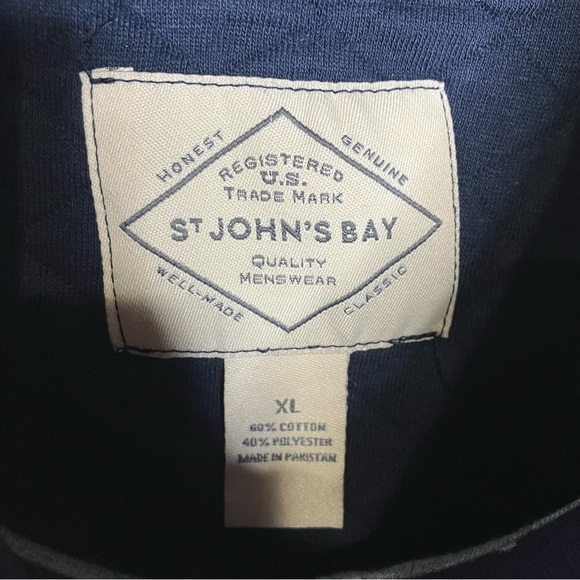 HONEST
GENUINE
REGISTERED
U.S.
TRADE MARK
ST JOHN'S BAY
QUALITY
MENSWEAR
WELL-MADE
CLASSIC
XL
60% COTTON
40% POLYESTER
MADE IN PAKISTAN